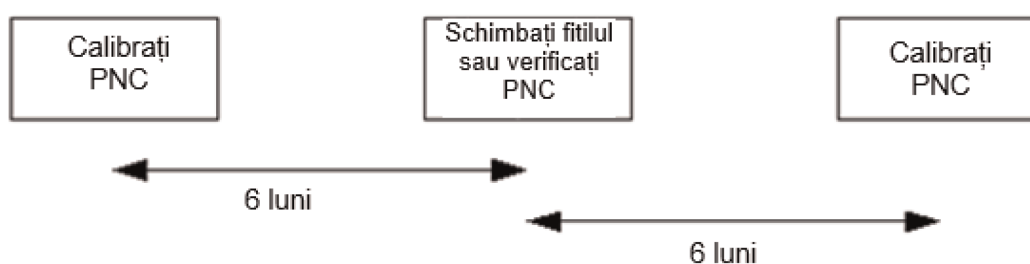 Calibrați
PNC
Schimbați fitilul
sau verificați
PNC
Calibrați
PNC
6 luni
6 luni